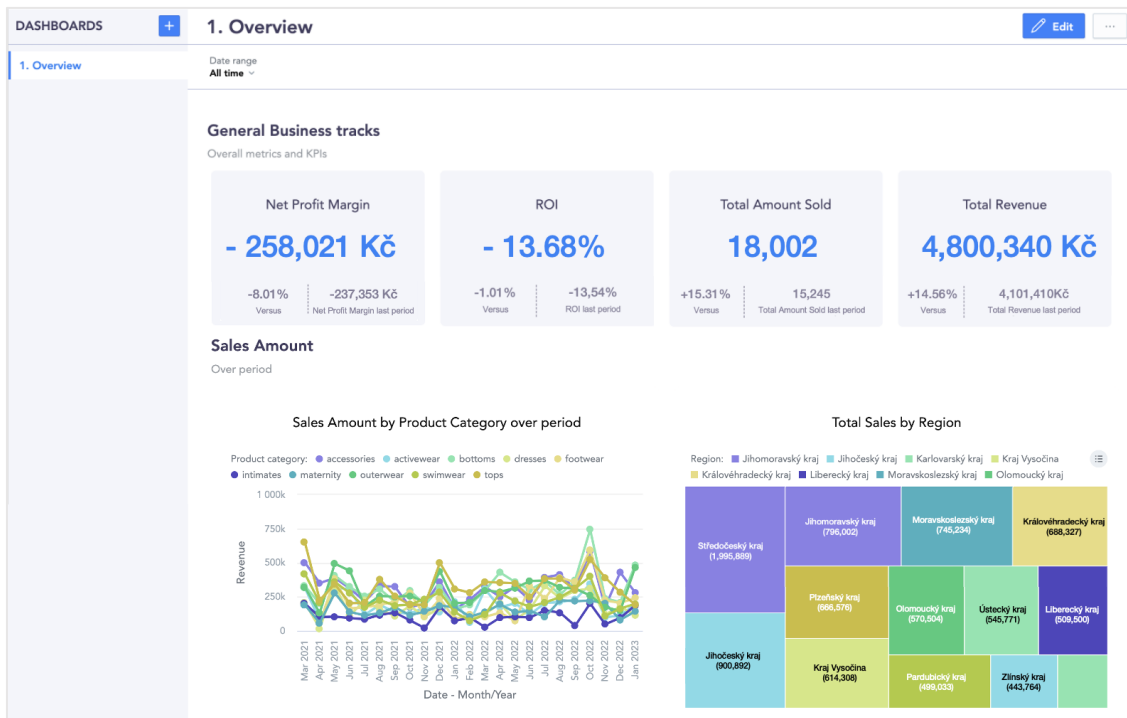 DASHBOARDS
+
1. Overview
1. Overview
Edit
...
Date range
All time
General Business tracks
Overall metrics and KPIs
Net Profit Margin
- 258,021 Kč
-8.01%
Versus
-237,353 Kč
Net Profit Margin last period
ROI
- 13.68%
-1.01%
Versus
-13,54%
ROI last period
Total Amount Sold
18,002
+15.31%
Versus
15,245
Total Amount Sold last period
Total Revenue
4,800,340 Kč
+14.56%
Versus
4,101,410Kč
Total Revenue last period
Sales Amount
Over period
Sales Amount by Product Category over period
Product category: accessories activewear bottoms dresses footwear
intimates maternity outerwear swimwear tops
1 000k
750k
500k
250k
0
Revenue
Mar 2021
Apr 2021
May 2021
Jun 2021
Jul 2021
Aug 2021
Sep 2021
Oct 2021
Nov 2021
Dec 2021
Jan 2022
Feb 2022
Mar 2022
Apr 2022
May 2022
Jun 2022
Jul 2022
Aug 2022
Sep 2022
Oct 2022
Nov 2022
Dec 2022
Jan 2023
Date - Month/Year
Total Sales by Region
Region: Jihomoravský kraj Jihočeský kraj Karlovarský kraj Kraj Vysočina
Královéhradecký kraj Liberecký kraj Moravskoslezský kraj Olomoucký kraj
Středočeský kraj
(1,995,889)
Jihomoravský kraj
(796,002)
Moravskoslezský kraj
(745,234)
Královéhradecký kraj
(688,327)
Plzeňský kraj
(666,576)
Olomoucký kraj
(570,504)
Ústecký kraj
(545,771)
Liberecký kraj
(509,500)
Jihočeský kraj
(900,892)
Kraj Vysočina
(614,308)
Pardubický kraj
(499,033)
Zlínský kraj
(443,764)